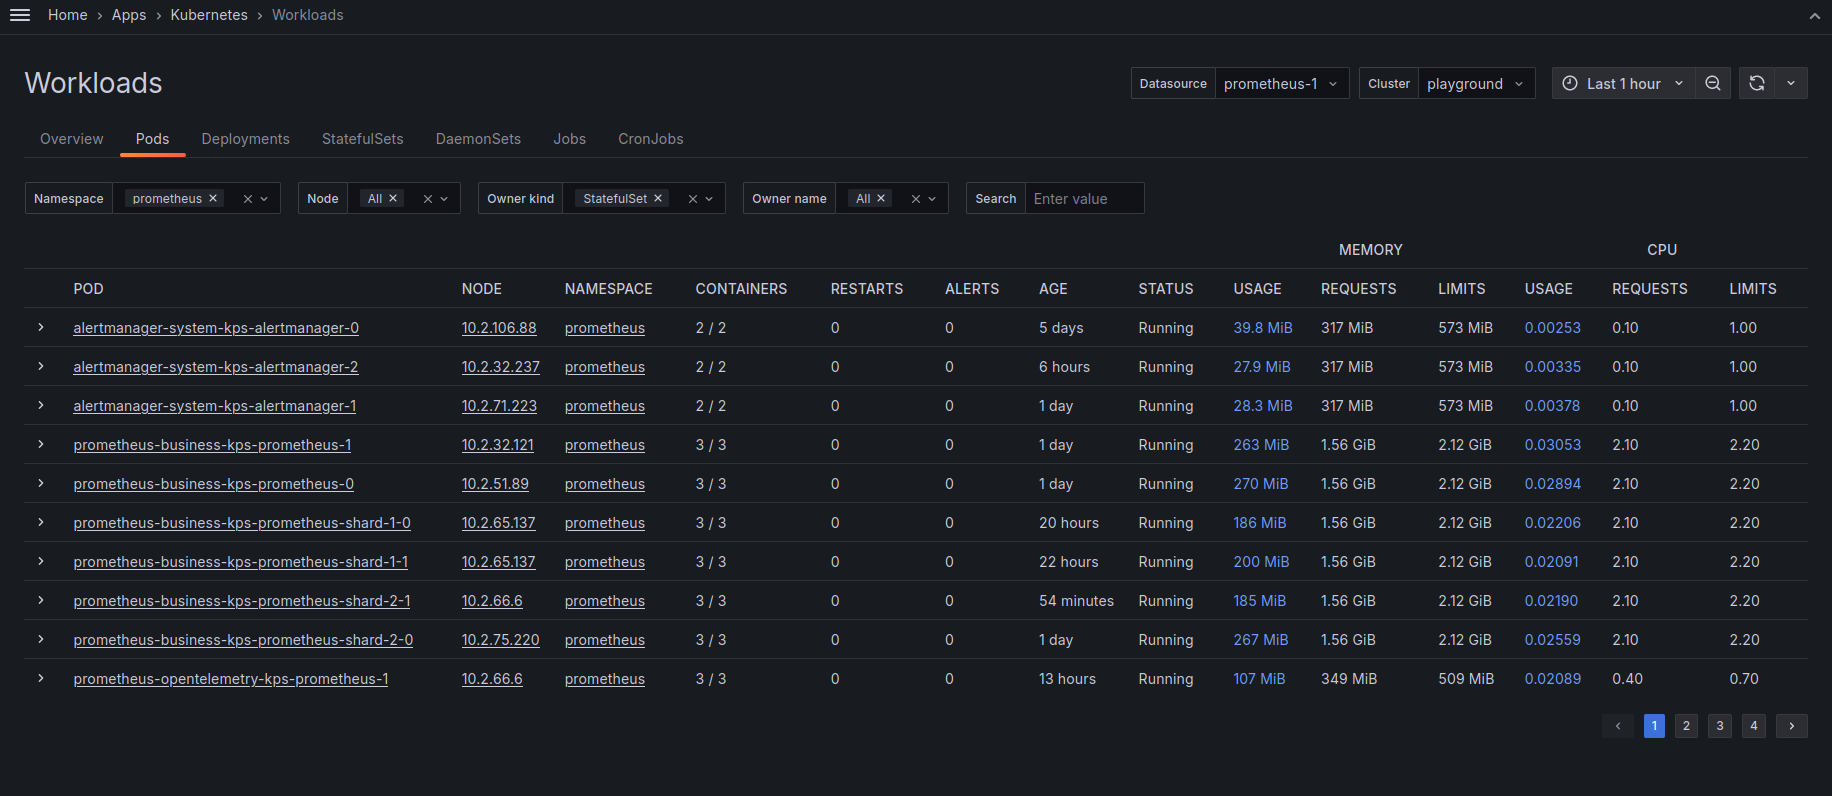 Home › Apps › Kubernetes › Workloads
Workloads
Datasource prometheus-1 Cluster playground Last 1 hour
Overview Pods Deployments StatefulSets DaemonSets Jobs CronJobs
Namespace prometheus Node All Owner kind StatefulSet Owner name All Search Enter value
MEMORY CPU
POD NODE NAMESPACE CONTAINERS RESTARTS ALERTS AGE STATUS USAGE REQUESTS LIMITS USAGE REQUESTS LIMITS
alertmanager-system-kps-alertmanager-0 10.2.106.88 prometheus 2 / 2 0 0 5 days Running 39.8 MiB 317 MiB 573 MiB 0.00253 0.10 1.00
alertmanager-system-kps-alertmanager-2 10.2.32.237 prometheus 2 / 2 0 0 6 hours Running 27.9 MiB 317 MiB 573 MiB 0.00335 0.10 1.00
alertmanager-system-kps-alertmanager-1 10.2.71.223 prometheus 2 / 2 0 0 1 day Running 28.3 MiB 317 MiB 573 MiB 0.00378 0.10 1.00
prometheus-business-kps-prometheus-1 10.2.32.121 prometheus 3 / 3 0 0 1 day Running 263 MiB 1.56 GiB 2.12 GiB 0.03053 2.10 2.20
prometheus-business-kps-prometheus-0 10.2.51.89 prometheus 3 / 3 0 0 1 day Running 270 MiB 1.56 GiB 2.12 GiB 0.02894 2.10 2.20
prometheus-business-kps-prometheus-shard-1-0 10.2.65.137 prometheus 3 / 3 0 0 20 hours Running 186 MiB 1.56 GiB 2.12 GiB 0.02206 2.10 2.20
prometheus-business-kps-prometheus-shard-1-1 10.2.65.137 prometheus 3 / 3 0 0 22 hours Running 200 MiB 1.56 GiB 2.12 GiB 0.02091 2.10 2.20
prometheus-business-kps-prometheus-shard-2-1 10.2.66.6 prometheus 3 / 3 0 0 54 minutes Running 185 MiB 1.56 GiB 2.12 GiB 0.02190 2.10 2.20
prometheus-business-kps-prometheus-shard-2-0 10.2.75.220 prometheus 3 / 3 0 0 1 day Running 267 MiB 1.56 GiB 2.12 GiB 0.02559 2.10 2.20
prometheus-opentelemetry-kps-prometheus-1 10.2.66.6 prometheus 3 / 3 0 0 13 hours Running 107 MiB 349 MiB 509 MiB 0.02089 0.40 0.70
1 2 3 4